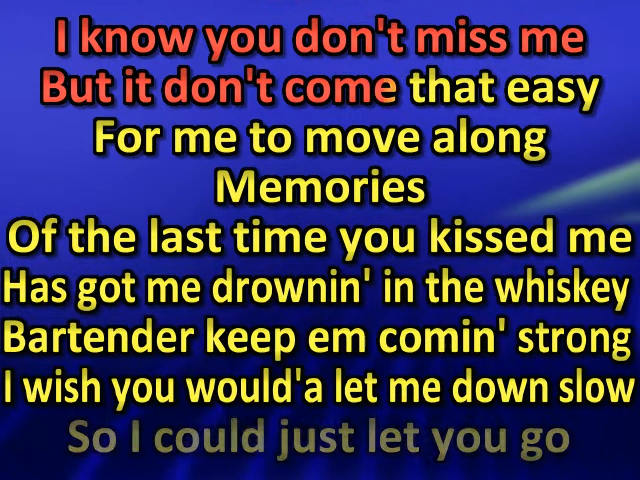 I know you don't miss me
But it don't come that easy
For me to move along
Memories
Of the last time you kissed me
Has got me drownin' in the whiskey
Bartender keep em comin' strong
I wish you would'a let me down slow
So I could just let you go